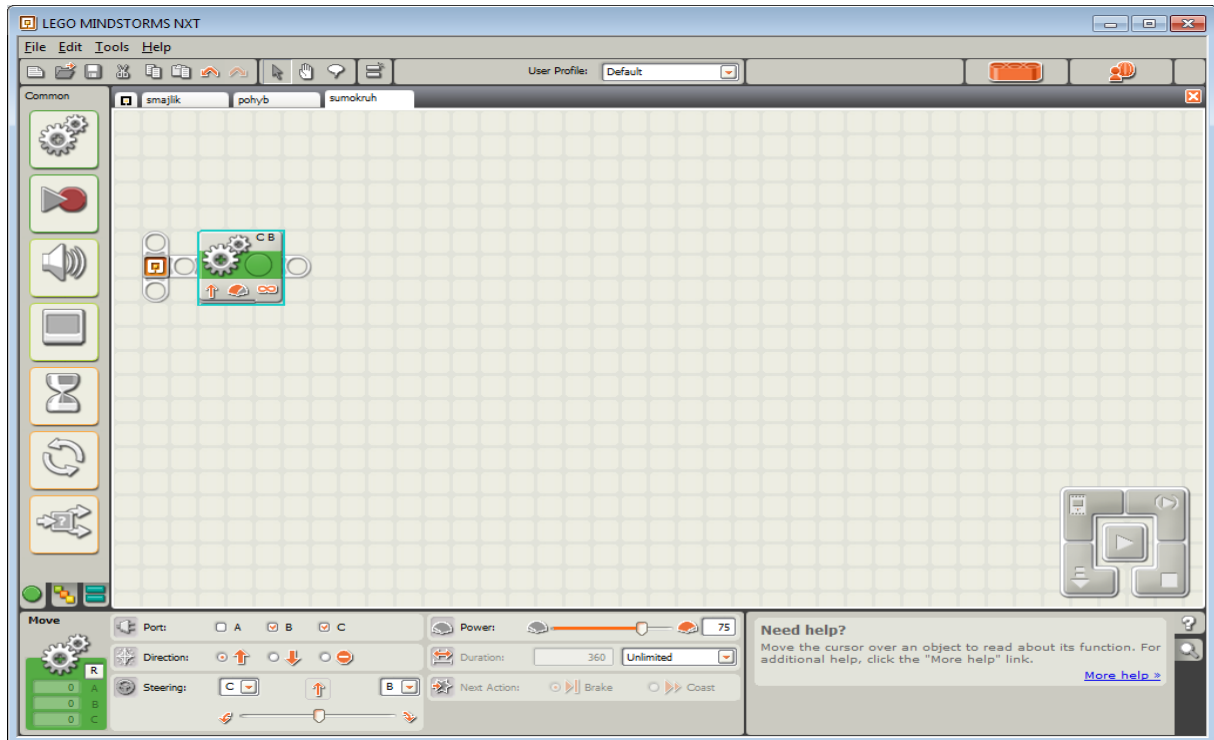 LEGO MINDSTORMS NXT
File Edit Tools Help
User Profile: Default
Common
smajlik pohyb sumokruh
C B
Move
R
0 A
0 B
0 C
Port: A B C
Direction:
Steering: C B
Power: 75
Duration: 360 Unlimited
Next Action: Brake Coast
Need help?
Move the cursor over an object to read about its function. For
additional help, click the "More help" link.
More help »
?